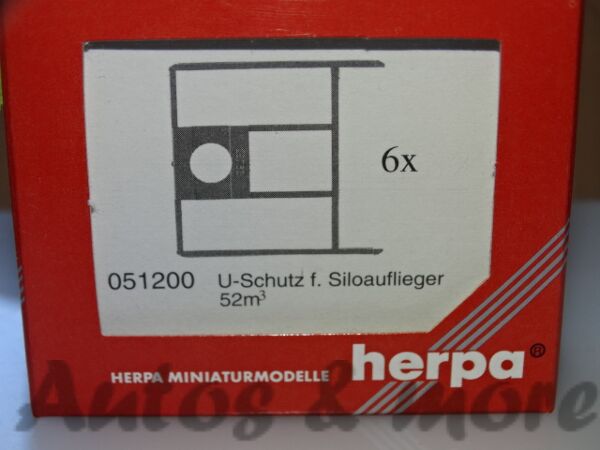 6x
051200 U-Schutz f. Siloauflieger
52m³
HERPA MINIATURMODELLE herpa®
Autos & more